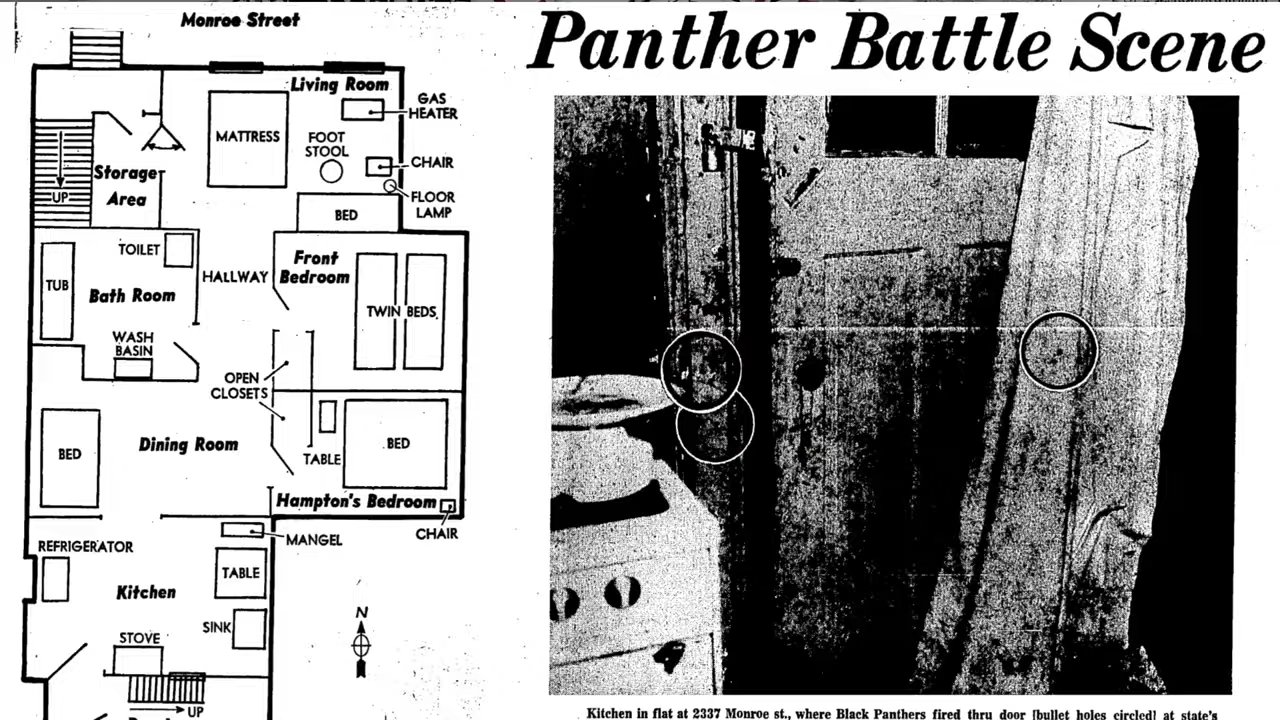 Monroe Street
Panther Battle Scene
Living Room
GAS
HEATER
MATTRESS
FOOT
STOOL
CHAIR
Storage
Area
UP
FLOOR
LAMP
BED
TOILET
HALLWAY
Front
Bedroom
TUB
Bath Room
TWIN BEDS
WASH
BASIN
OPEN
CLOSETS
BED
Dining Room
TABLE
BED
Hampton's Bedroom
MANGEL
CHAIR
REFRIGERATOR
TABLE
Kitchen
N
SINK
STOVE
UP
Kitchen in flat at 2337 Monroe st., where Black Panthers fired thru door [bullet holes circled] at state's